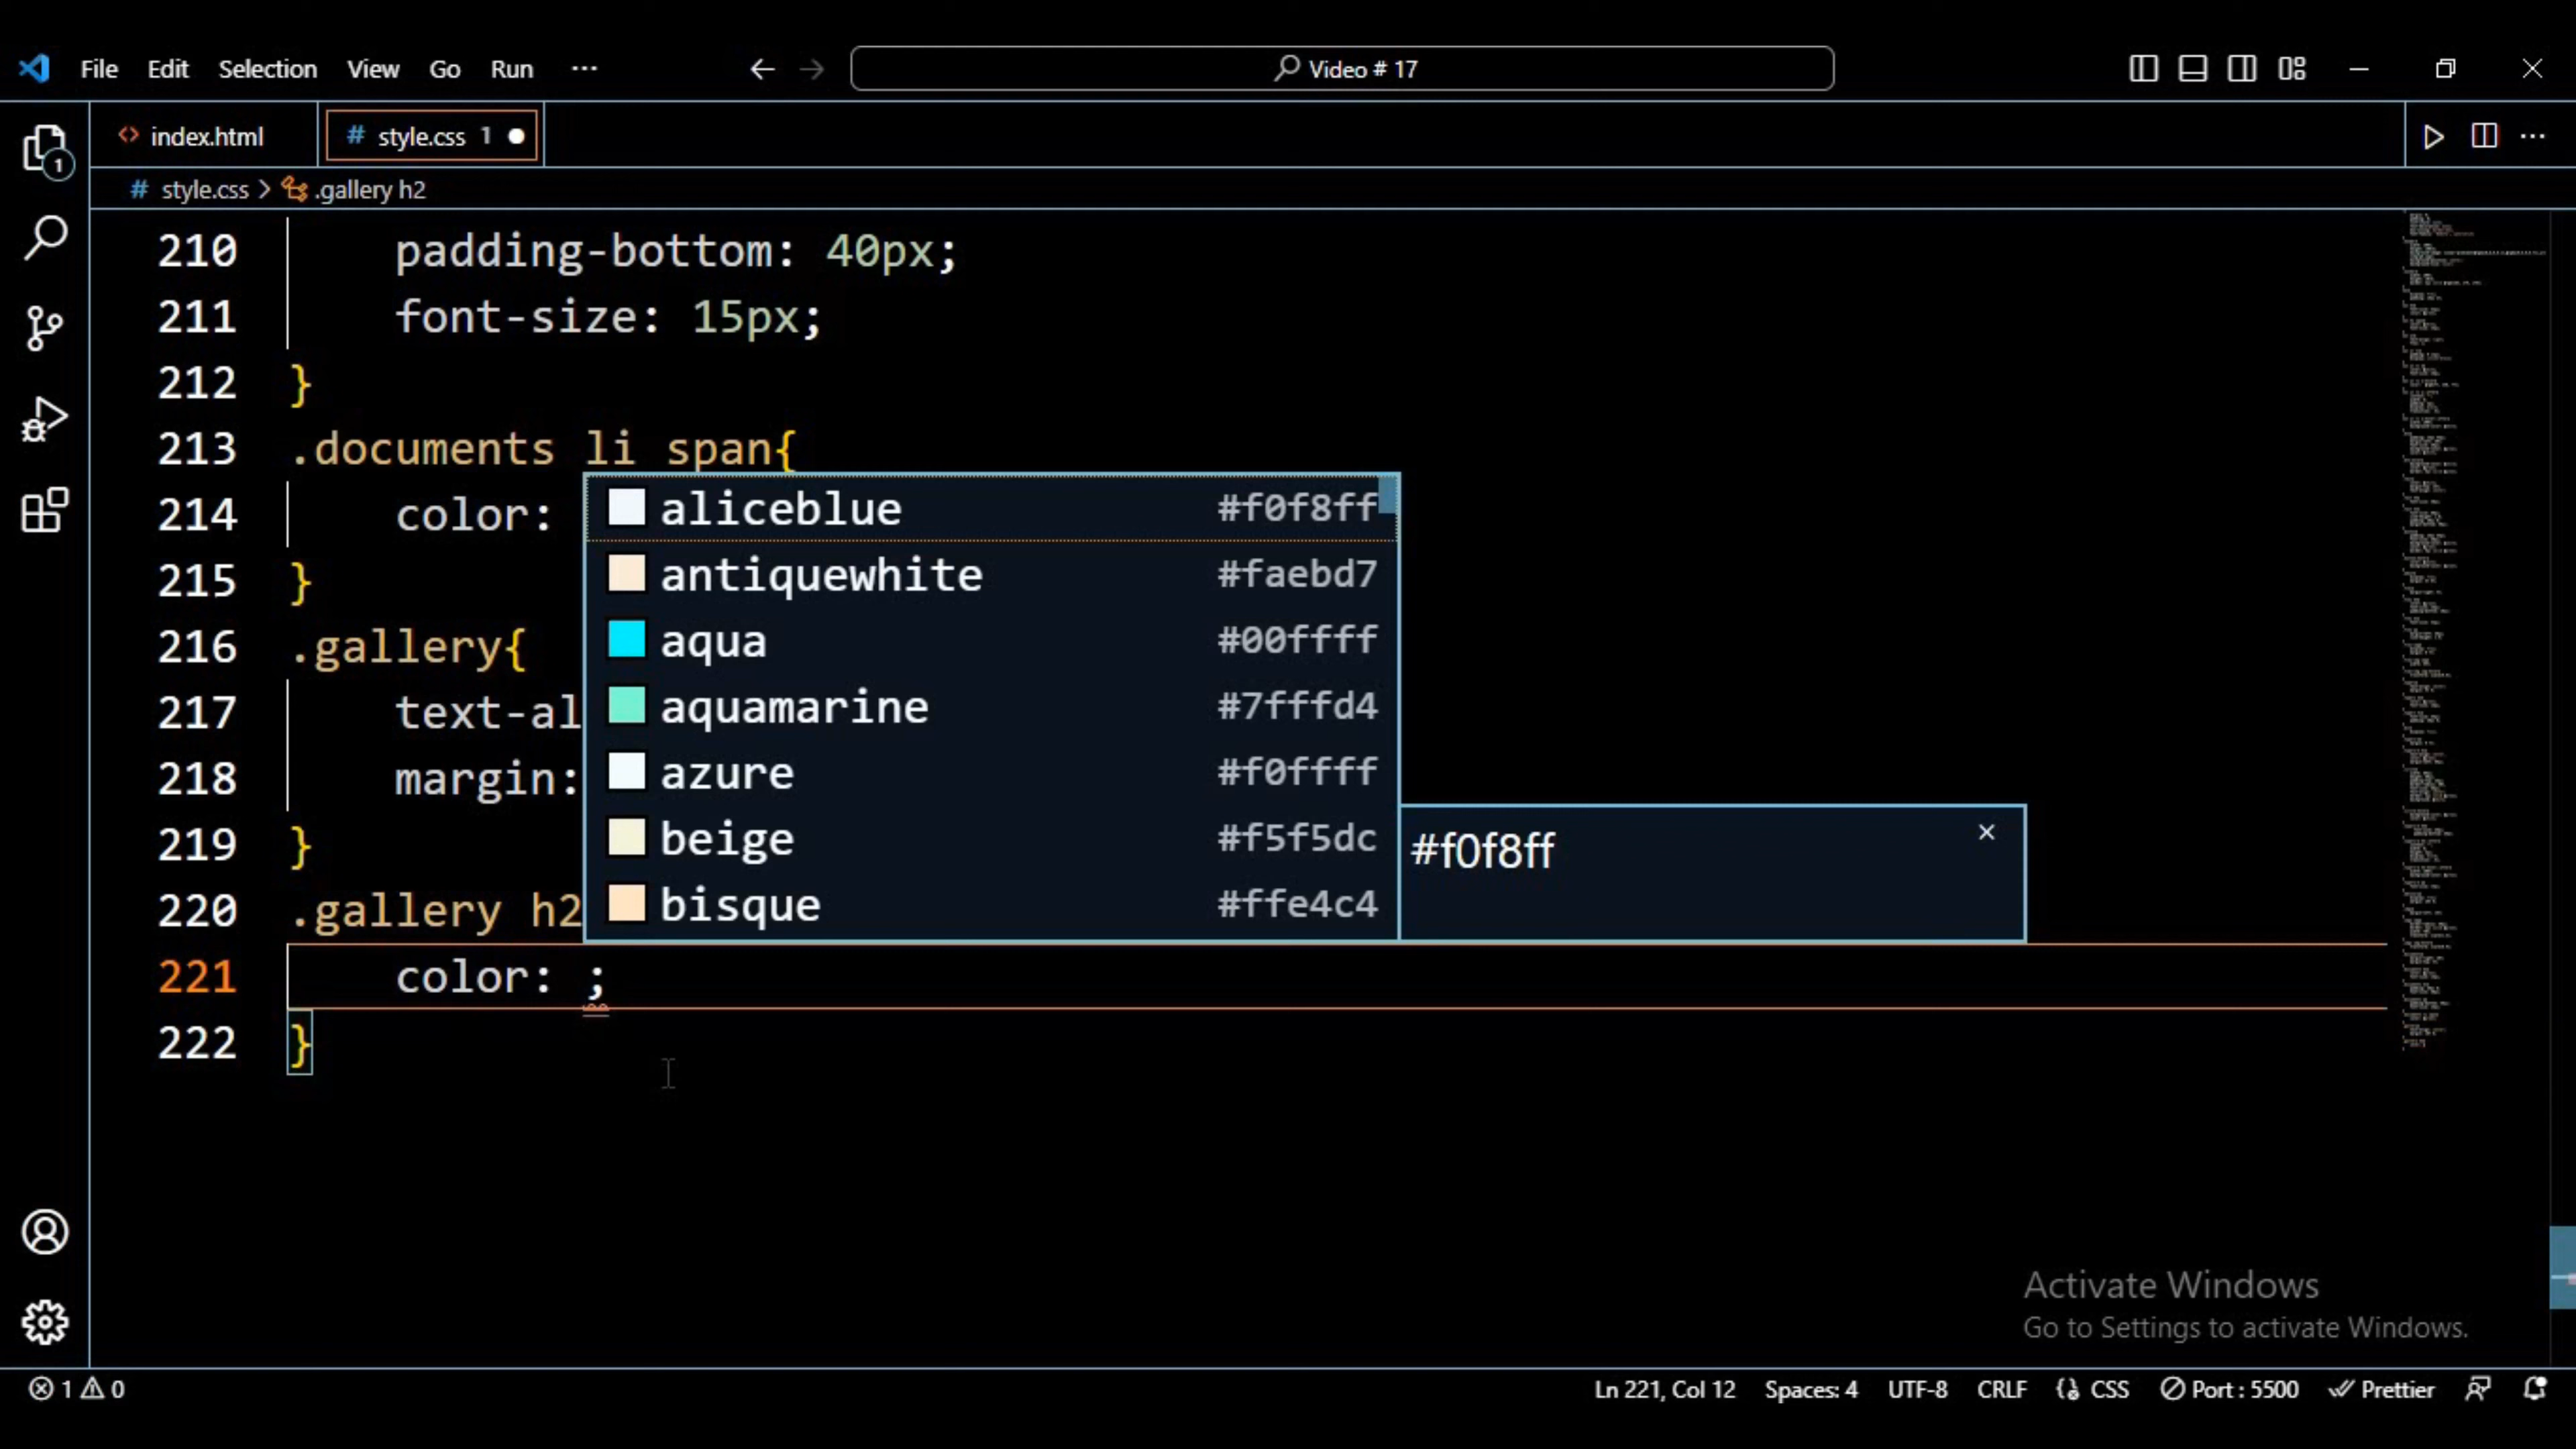 File Edit Selection View Go Run ···
Video # 17
index.html
# style.css 1
# style.css > .gallery h2
210 padding-bottom: 40px;
211 font-size: 15px;
212 }
213 .documents li span{
214 color:
215 }
216 .gallery{
217 text-al
218 margin:
219 }
220 .gallery h2
221 color: ;
222 }
aliceblue #f0f8ff
antiquewhite #faebd7
aqua #00ffff
aquamarine #7fffd4
azure #f0ffff
beige #f5f5dc
bisque #ffe4c4
#f0f8ff
1
Activate Windows
Go to Settings to activate Windows.
1 0
Ln 221, Col 12 Spaces: 4 UTF-8 CRLF CSS Port : 5500 Prettier